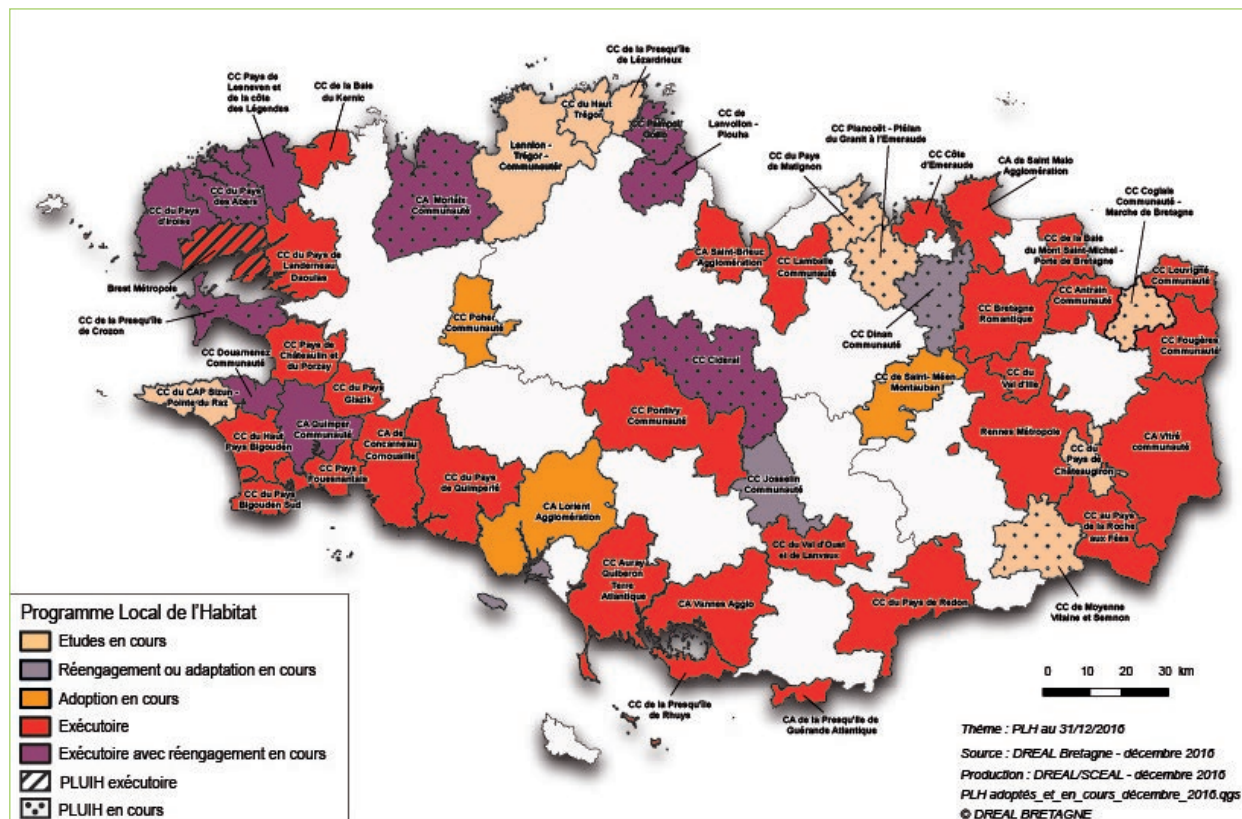 CC de la Presqu'île
de Lézardrieux
CC Pays de
Lesneven et
de la côte
des Légendes
CC de la Baie
du Kernic
CC du Haut
Trégor
CC Paimpol
Goëlo
CC de
Lanvollon -
Plouha
Lannion -
Trégor -
Communauté
CC Plancoët - Plélan
du Granit à l'Emeraude
CC du Pays
de Matignon
CC Côte
d'Emeraude
CA de Saint Malo
Agglomération
CC Coglais
Communauté -
Marche de Bretagne
CC du Pays
des Abers
CC du Pays
d'Iroise
CA Morlaix
Communauté
CC du Pays
de Landerneau
Daoulas
Brest Métropole
CA Saint-Brieuc
Agglomération
CC Lamballe
Communauté
CC de la Baie
du Mont Saint-Michel -
Porte de Bretagne
CC Louvigné
Communauté
CC Antrain
Communauté
CC Bretagne
Romantique
CC de la Presqu'île
de Crozon
CC Poher
Communauté
CC Dinan
Communauté
CC Fougères
Communauté
CC Douarnenez
Communauté
CC Pays de
Châteaulin et
du Porzay
CC Cidéral
CC de Saint- Méen
Montauban
CC du
Val d'Ille
CC du CAP Sizun -
Pointe du Raz
CC du Pays
Glazik
CA Quimper
Communauté
CC Pontivy
Communauté
CC du Haut
Pays Bigouden
CA de
Concarneau
Cornouaille
Rennes Métropole
CA Vitré
communauté
CC du
Pays de
Châteaugiron
CC Pays
Fouesnantais
CC du Pays
de Quimperlé
CC Josselin
Communauté
CC du Pays
Bigouden Sud
CA Lorient
Agglomération
CC au Pays
de la Roche
aux Fées
CC du Val d'Oust
et de Lanvaux
CC Auray
Quiberon
Terre
Atlantique
CA Vannes Agglo
CC du Pays de Redon
CC de Moyenne
Vilaine et Semnon
CC de la Presqu'île
de Rhuys
CA de la Presqu'île de
Guérande Atlantique
Programme Local de l'Habitat
Etudes en cours
Réengagement ou adaptation en cours
Adoption en cours
Exécutoire
Exécutoire avec réengagement en cours
PLUIH exécutoire
PLUIH en cours
0 10 20 30 km
Thème : PLH au 31/12/2016
Source : DREAL Bretagne - décembre 2016
Production : DREAL/SCEAL - décembre 2016
PLH adoptés_et_en_cours_décembre_2016.qgs
© DREAL BRETAGNE